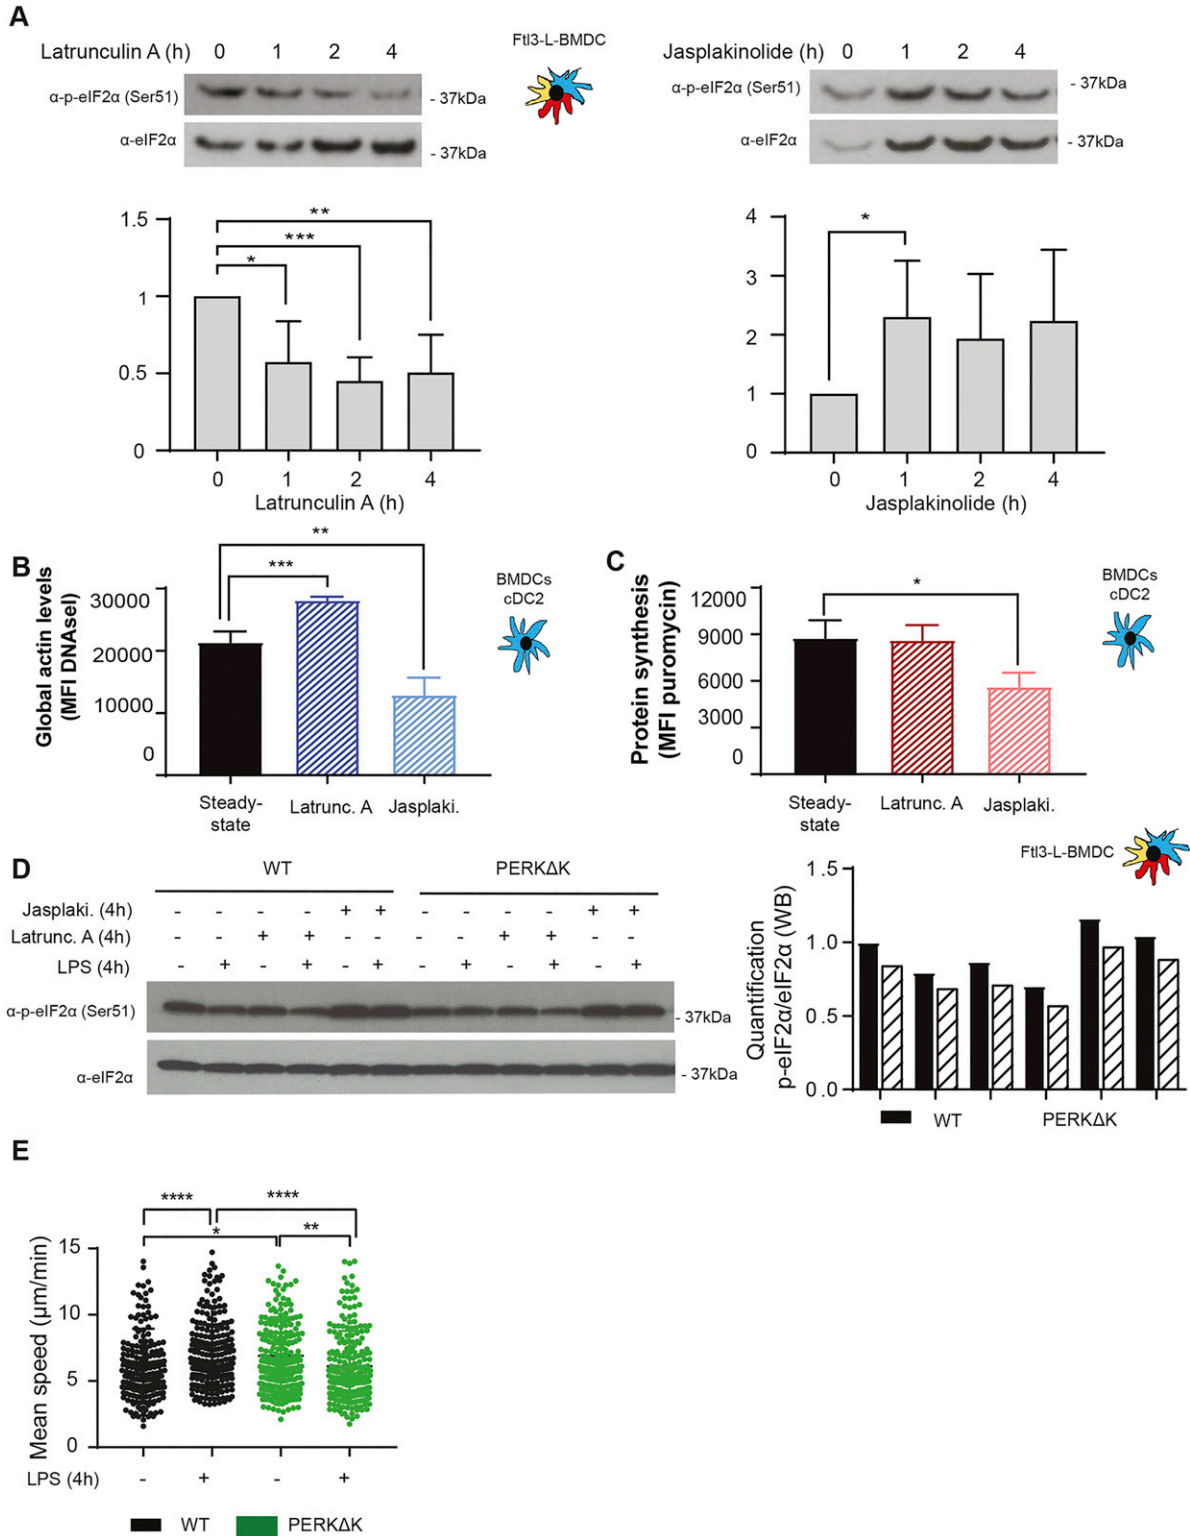 A
Latrunculin A (h) 0 1 2 4
Ftl3-L-BMDC
Jasplakinolide (h) 0 1 2 4
α-p-eIF2α (Ser51)
- 37kDa
α-eIF2α
- 37kDa
α-p-eIF2α (Ser51)
- 37kDa
α-eIF2α
- 37kDa
1.5
1
0.5
0
**
***
*
0 1 2 4
Latrunculin A (h)
4
3
2
1
0
*
0 1 2 4
Jasplakinolide (h)
B
Global actin levels
(MFI DNAseI)
30000
20000
10000
0
**
***
Steady-
state
Latrunc. A
Jasplaki.
BMDCs
cDC2
C
Protein synthesis
(MFI puromycin)
12000
9000
6000
3000
0
*
Steady-
state
Latrunc. A
Jasplaki.
BMDCs
cDC2
D
WT PERKΔK
Jasplaki. (4h) - - - - + + - - - - + +
Latrunc. A (4h) - - + + - - - - + + - -
LPS (4h) - + - + - + - + - + - +
α-p-eIF2α (Ser51)
- 37kDa
α-eIF2α
- 37kDa
Ftl3-L-BMDC
Quantification
p-eIF2α/eIF2α (WB)
1.5
1.0
0.5
0.0
WT PERKΔK
E
Mean speed (µm/min)
15
10
5
0
**** ****
* **
LPS (4h) - + - +
WT PERKΔK